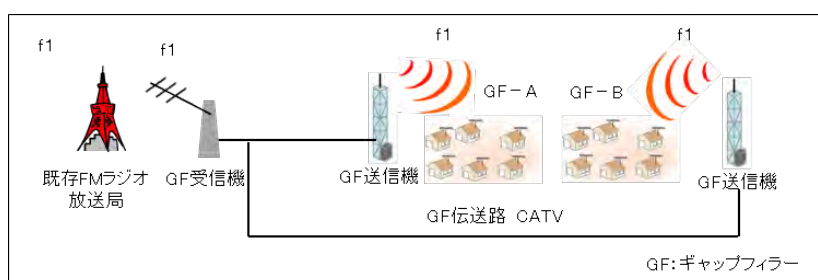 f1
f1
f1
f1
GF-A
GF-B
既存FMラジオ
放送局
GF受信機
GF送信機
GF送信機
GF伝送路 CATV
GF:ギャップフィラー